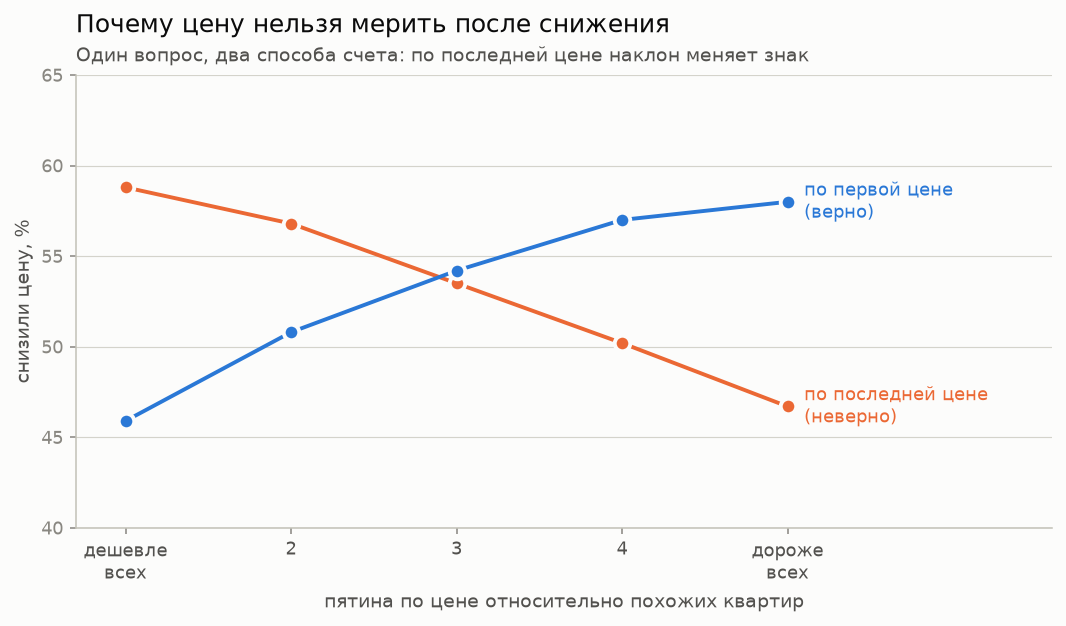 Почему цену нельзя мерить после снижения
Один вопрос, два способа счета: по последней цене наклон меняет знак
65
60
55
50
45
40
снизили цену, %
по первой цене
(верно)
по последней цене
(неверно)
дешевле
всех
2
3
4
дороже
всех
пятина по цене относительно похожих квартир